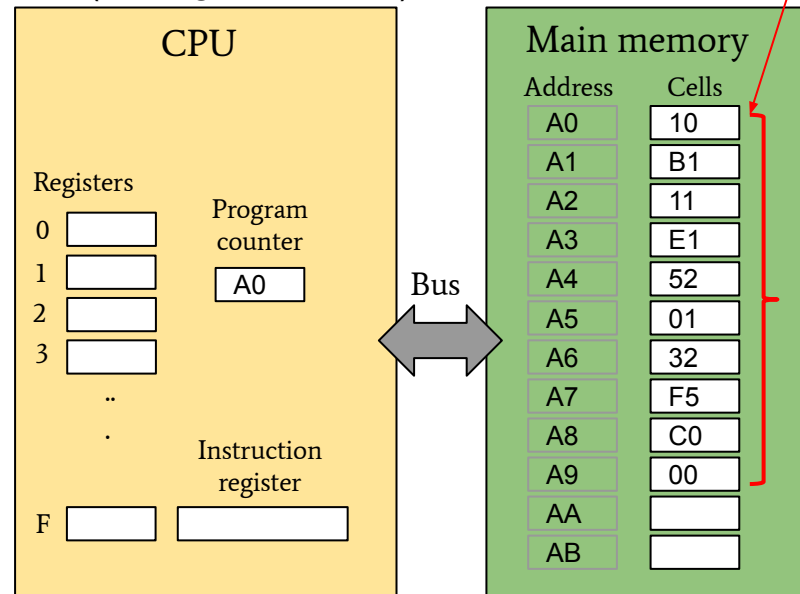 CPU
Registers
0
1
2
3
..
.
F
Program
counter
A0
Instruction
register
Bus
Main memory
Address Cells
A0 10
A1 B1
A2 11
A3 E1
A4 52
A5 01
A6 32
A7 F5
A8 C0
A9 00
AA
AB